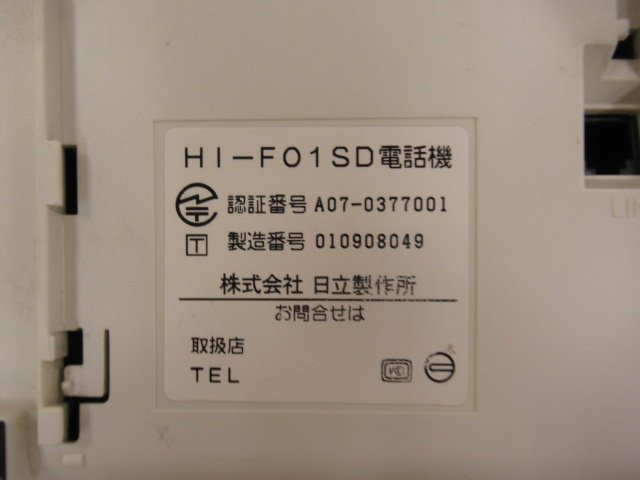 HI-F01SD電話機
認証番号 A07-0377001
T 製造番号 010908049
株式会社 日立製作所
お問合せは
取扱店
TEL